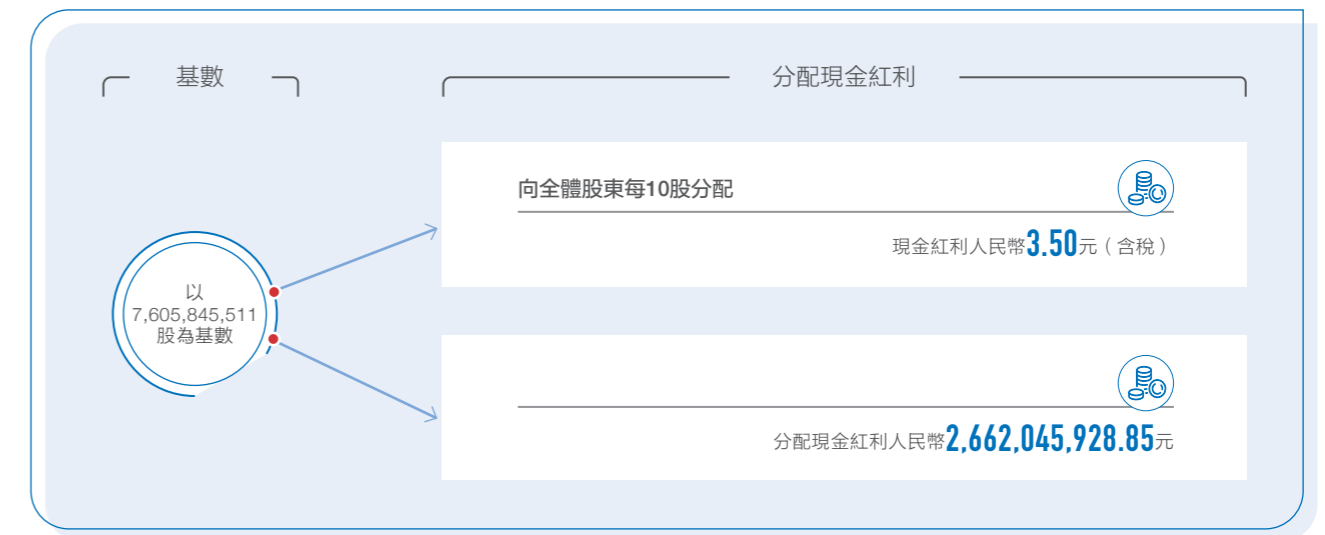 基數
分配現金紅利
以
7,605,845,511
股為基數
向全體股東每10股分配
現金紅利人民幣3.50元（含稅）
分配現金紅利人民幣2,662,045,928.85元